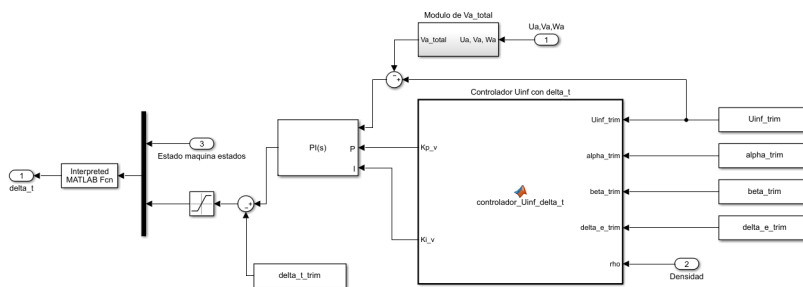 Modulo de Va_total
Ua,Va,Wa
Va_total
Ua, Va, Wa
1
Controlador Uinf con delta_t
Uinf_trim
Uinf_trim
3
Estado maquina estados
PI(s)
P
I
Kp_v
alpha_trim
alpha_trim
1
delta_t
Interpreted
MATLAB Fcn
controlador_Uinf_delta_t
beta_trim
beta_trim
Ki_v
delta_e_trim
delta_e_trim
delta_t_trim
rho
2
Densidad